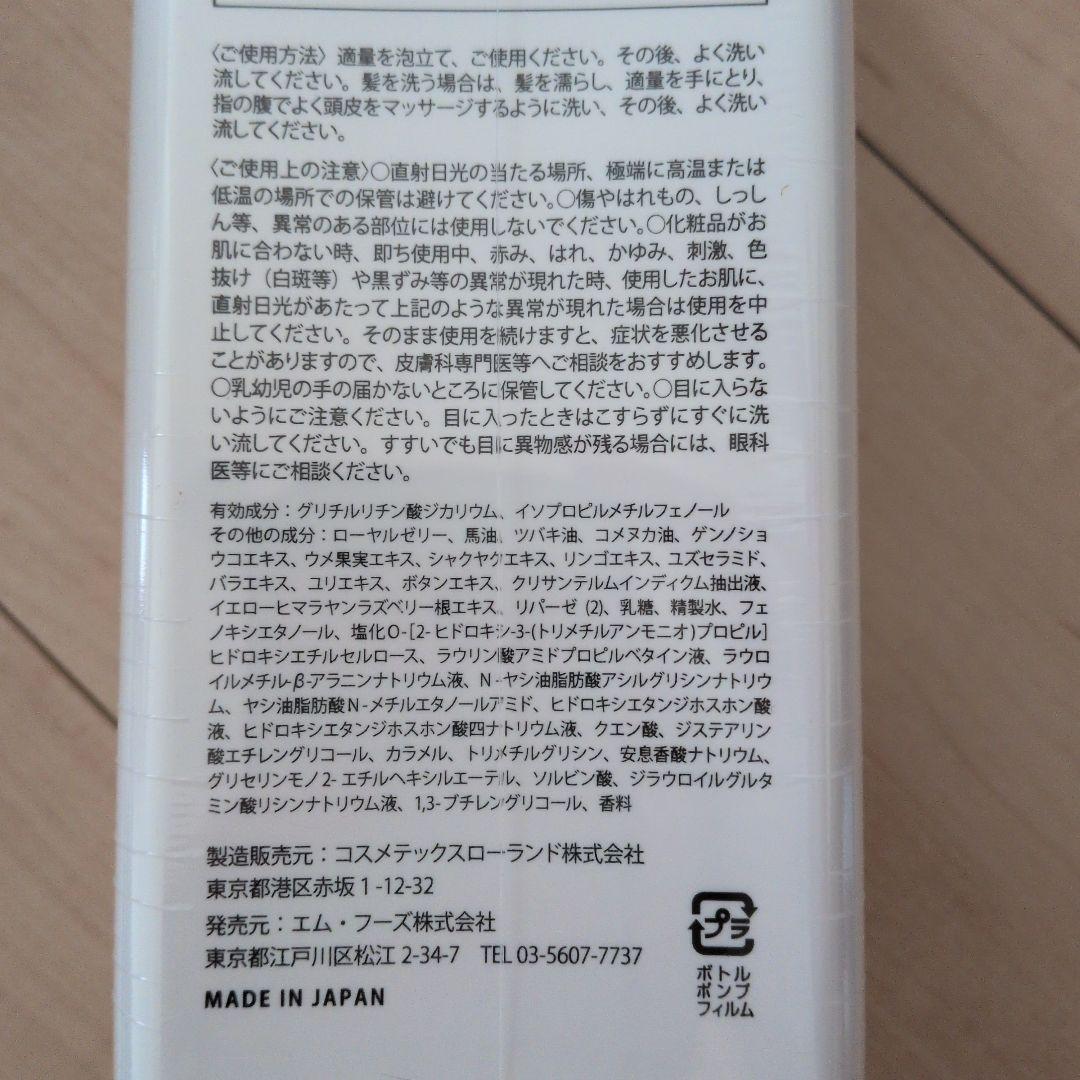 〈ご使用方法〉適量を泡立て、ご使用ください。その後、よく洗い
流してください。髪を洗う場合は、髪を濡らし、適量を手にとり、
指の腹でよく頭皮をマッサージするように洗い、その後、よく洗い
流してください。
〈ご使用上の注意〉○直射日光の当たる場所、極端に高温または
低温の場所での保管は避けてください。○傷やはれもの、しっし
ん等、異常のある部位には使用しないでください。○化粧品がお
肌に合わない時、即ち使用中、赤み、はれ、かゆみ、刺激、色
抜け（白斑等）や黒ずみ等の異常が現れた時、使用したお肌に、
直射日光があたって上記のような異常が現れた場合は使用を中
止してください。そのまま使用を続けますと、症状を悪化させる
ことがありますので、皮膚科専門医等へご相談をおすすめします。
○乳幼児の手の届かないところに保管してください。○目に入らな
いようにご注意ください。目に入ったときはこすらずにすぐに洗
い流してください。すすいでも目に異物感が残る場合には、眼科
医等にご相談ください。
有効成分：グリチルリチン酸ジカリウム、イソプロピルメチルフェノール
その他の成分：ローヤルゼリー、馬油、ツバキ油、コメヌカ油、ゲンノショ
ウコエキス、ウメ果実エキス、シャクヤクエキス、リンゴエキス、ユズセラミド、
バラエキス、ユリエキス、ボタンエキス、クリサンテルムインディクム抽出液、
イエローヒマラヤンラズベリー根エキス、リパーゼ (2)、乳糖、精製水、フェ
ノキシエタノール、塩化O-[2-ヒドロキシ-3-(トリメチルアンモニオ)プロピル]
ヒドロキシエチルセルロース、ラウリン酸アミドプロピルベタイン液、ラウロ
イルメチル-β-アラニンナトリウム液、N-ヤシ油脂肪酸アシルグリシンナトリウ
ム、ヤシ油脂肪酸N-メチルエタノールアミド、ヒドロキシエタンジホスホン酸
液、ヒドロキシエタンジホスホン酸四ナトリウム液、クエン酸、ジステアリン
酸エチレングリコール、カラメル、トリメチルグリシン、安息香酸ナトリウム、
グリセリンモノ2-エチルヘキシルエーテル、ソルビン酸、ジラウロイルグルタ
ミン酸リシンナトリウム液、1,3-ブチレングリコール、香料
製造販売元：コスメテックスローランド株式会社
東京都港区赤坂 1-12-32
発売元：エム・フーズ株式会社
東京都江戸川区松江 2-34-7 TEL 03-5607-7737
MADE IN JAPAN
プラ
ボトル
ポンプ
フィルム